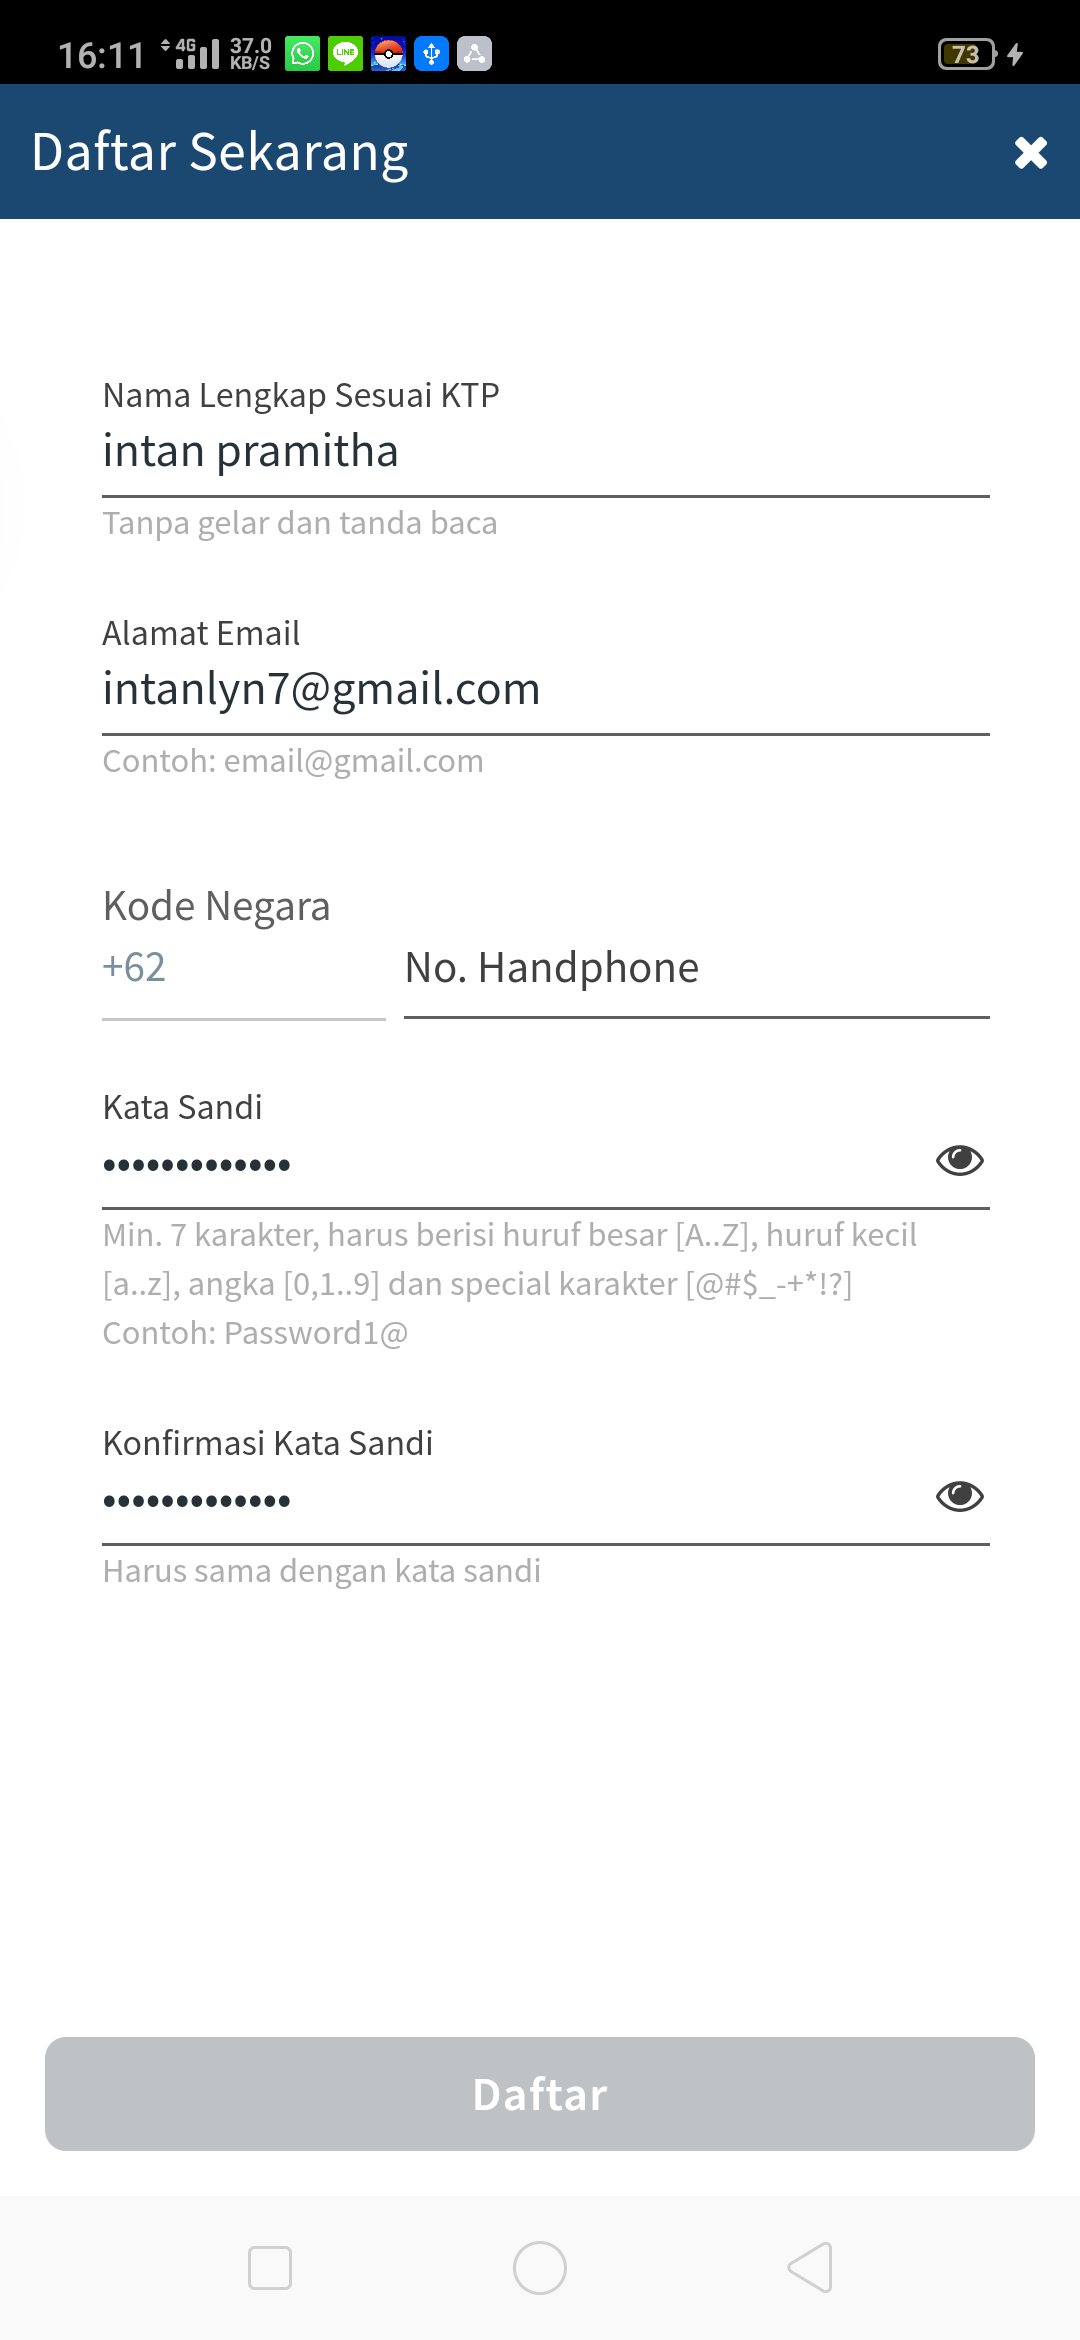 16:11 4G 37.0 KB/S LINE 73
Daftar Sekarang
Nama Lengkap Sesuai KTP
intan pramitha
Tanpa gelar dan tanda baca
Alamat Email
intanlyn7@gmail.com
Contoh: email@gmail.com
Kode Negara
+62 No. Handphone
Kata Sandi
•••••••••••••
Min. 7 karakter, harus berisi huruf besar [A..Z], huruf kecil
[a..z], angka [0,1..9] dan special karakter [@#$_-+*!?]
Contoh: Password1@
Konfirmasi Kata Sandi
•••••••••••••
Harus sama dengan kata sandi
Daftar